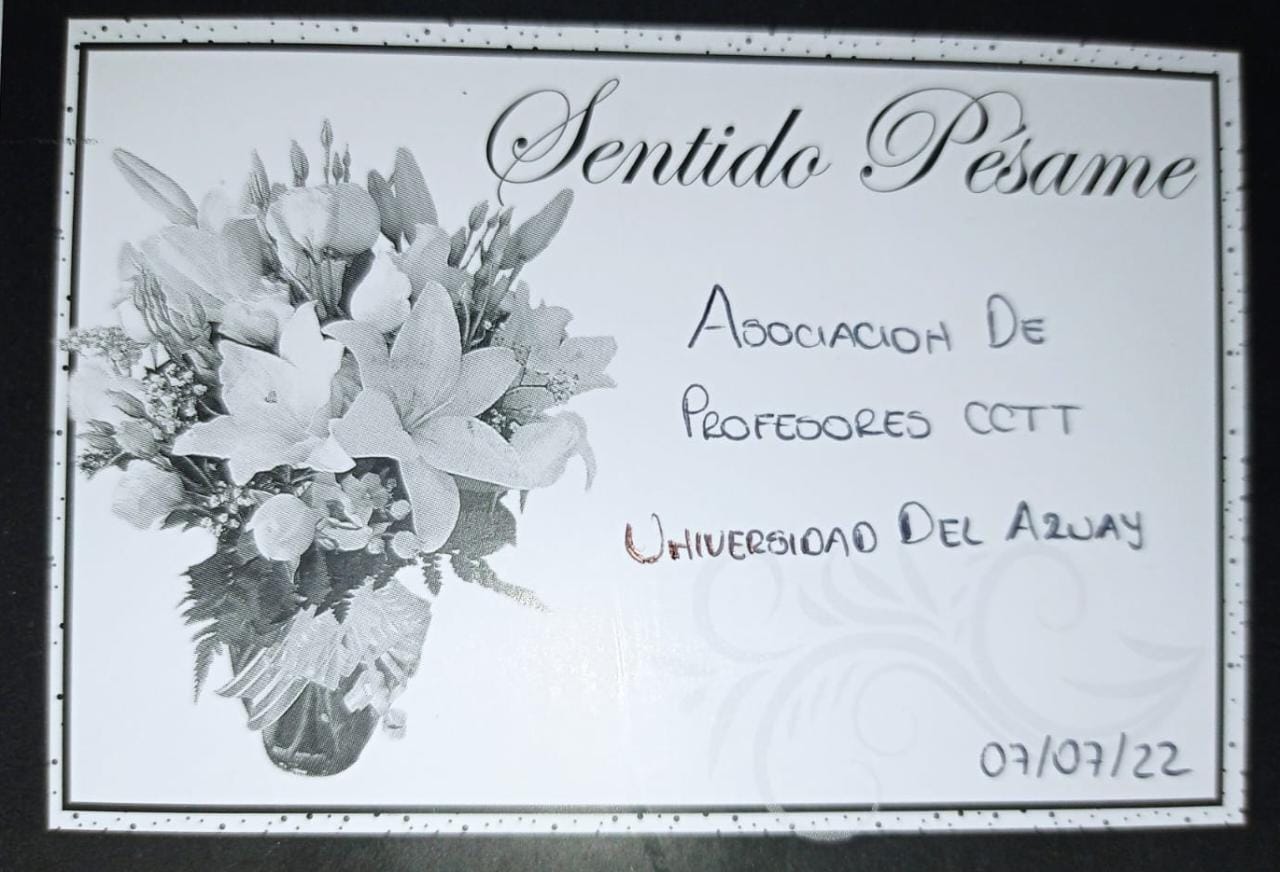 Sentido Pésame
ASOCIACION DE
PROFESORES CCTT
UNIVERSIDAD DEL AZUAY
07/07/22